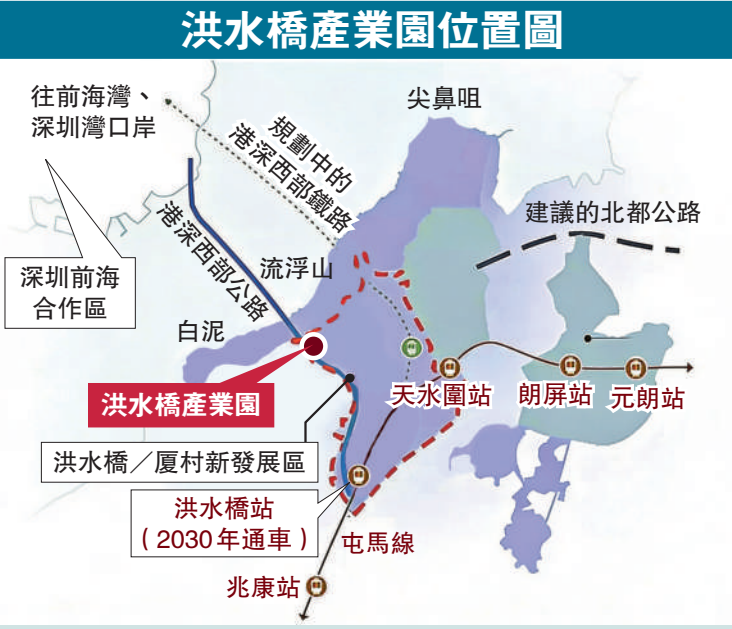 洪水橋產業園位置圖
往前海灣、
深圳灣口岸
尖鼻咀
規劃中的
港深西部鐵路
建議的北都公路
港深西部公路
深圳前海
合作區
流浮山
白泥
洪水橋產業園
天水圍站
朗屏站
元朗站
洪水橋／厦村新發展區
洪水橋站
（2030年通車）
屯馬線
兆康站